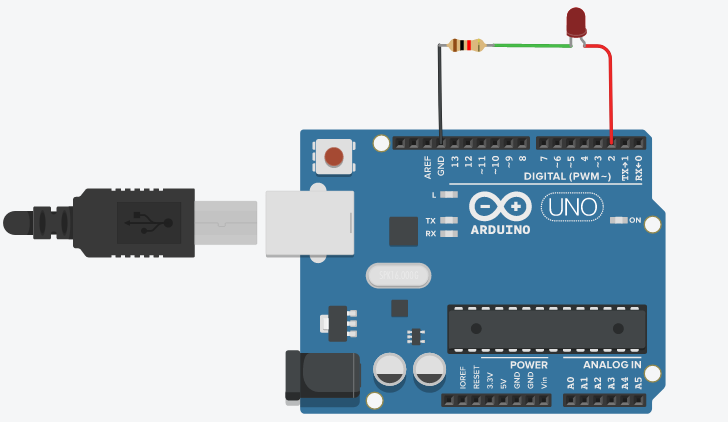 AREF
GND
13
12
~11
~10
~9
8
7
~6
~5
4
~3
2
TX→1
RX←0
DIGITAL (PWM~)
L
TX
RX
UNO
ON
ARDUINO
POWER
ANALOG IN
IOREF
RESET
3.3V
5V
GND
GND
Vin
A0
A1
A2
A3
A4
A5